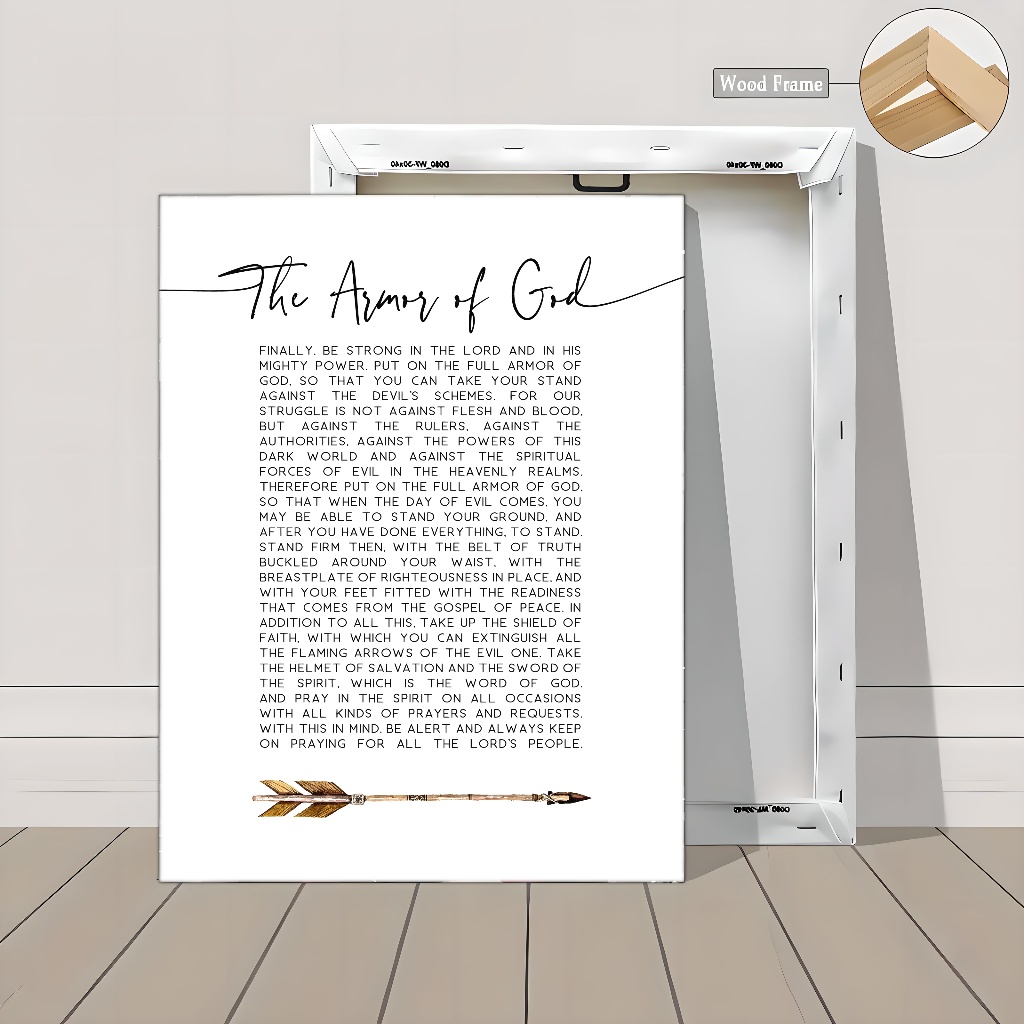 Wood Frame
The Armor of God
FINALLY, BE STRONG IN THE LORD AND IN HIS
MIGHTY POWER. PUT ON THE FULL ARMOR OF
GOD, SO THAT YOU CAN TAKE YOUR STAND
AGAINST THE DEVIL'S SCHEMES. FOR OUR
STRUGGLE IS NOT AGAINST FLESH AND BLOOD,
BUT AGAINST THE RULERS, AGAINST THE
AUTHORITIES, AGAINST THE POWERS OF THIS
DARK WORLD AND AGAINST THE SPIRITUAL
FORCES OF EVIL IN THE HEAVENLY REALMS.
THEREFORE PUT ON THE FULL ARMOR OF GOD,
SO THAT WHEN THE DAY OF EVIL COMES, YOU
MAY BE ABLE TO STAND YOUR GROUND, AND
AFTER YOU HAVE DONE EVERYTHING, TO STAND.
STAND FIRM THEN, WITH THE BELT OF TRUTH
BUCKLED AROUND YOUR WAIST, WITH THE
BREASTPLATE OF RIGHTEOUSNESS IN PLACE, AND
WITH YOUR FEET FITTED WITH THE READINESS
THAT COMES FROM THE GOSPEL OF PEACE. IN
ADDITION TO ALL THIS, TAKE UP THE SHIELD OF
FAITH, WITH WHICH YOU CAN EXTINGUISH ALL
THE FLAMING ARROWS OF THE EVIL ONE. TAKE
THE HELMET OF SALVATION AND THE SWORD OF
THE SPIRIT, WHICH IS THE WORD OF GOD.
AND PRAY IN THE SPIRIT ON ALL OCCASIONS
WITH ALL KINDS OF PRAYERS AND REQUESTS.
WITH THIS IN MIND, BE ALERT AND ALWAYS KEEP
ON PRAYING FOR ALL THE LORD'S PEOPLE.